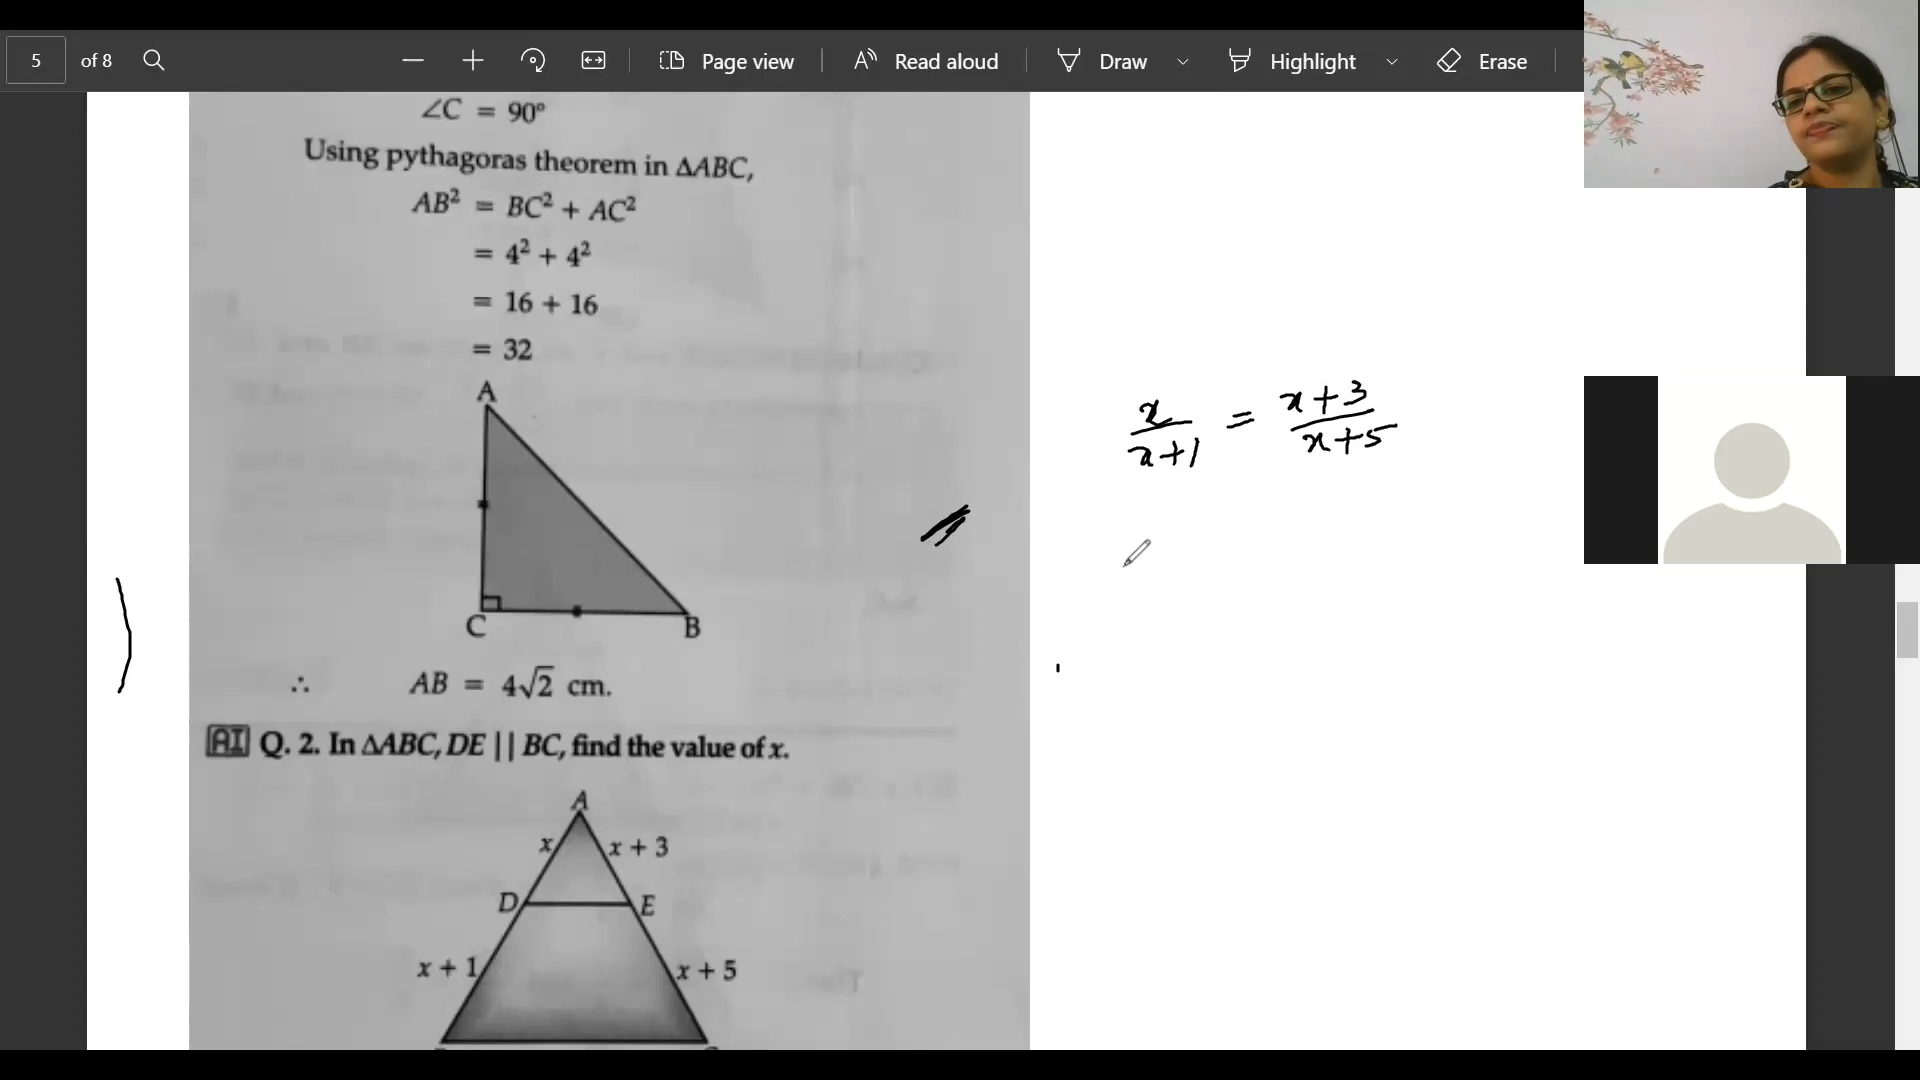 5 of 8 Page view Read aloud Draw Highlight Erase
∠C = 90°
Using pythagoras theorem in ΔABC,
AB² = BC² + AC²
= 4² + 4²
= 16 + 16
= 32
A
C B
∴ AB = 4√2 cm.
AI Q. 2. In ΔABC, DE || BC, find the value of x.
A
x x + 3
D E
x + 1 x + 5
x/x+1 = x+3/x+5